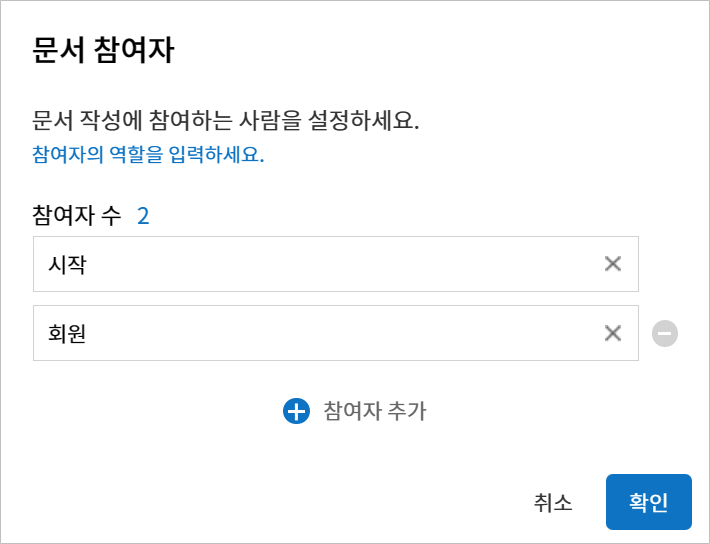 문서 참여자
문서 작성에 참여하는 사람을 설정하세요.
참여자의 역할을 입력하세요.
참여자 수 2
시작
회원
참여자 추가
취소 확인